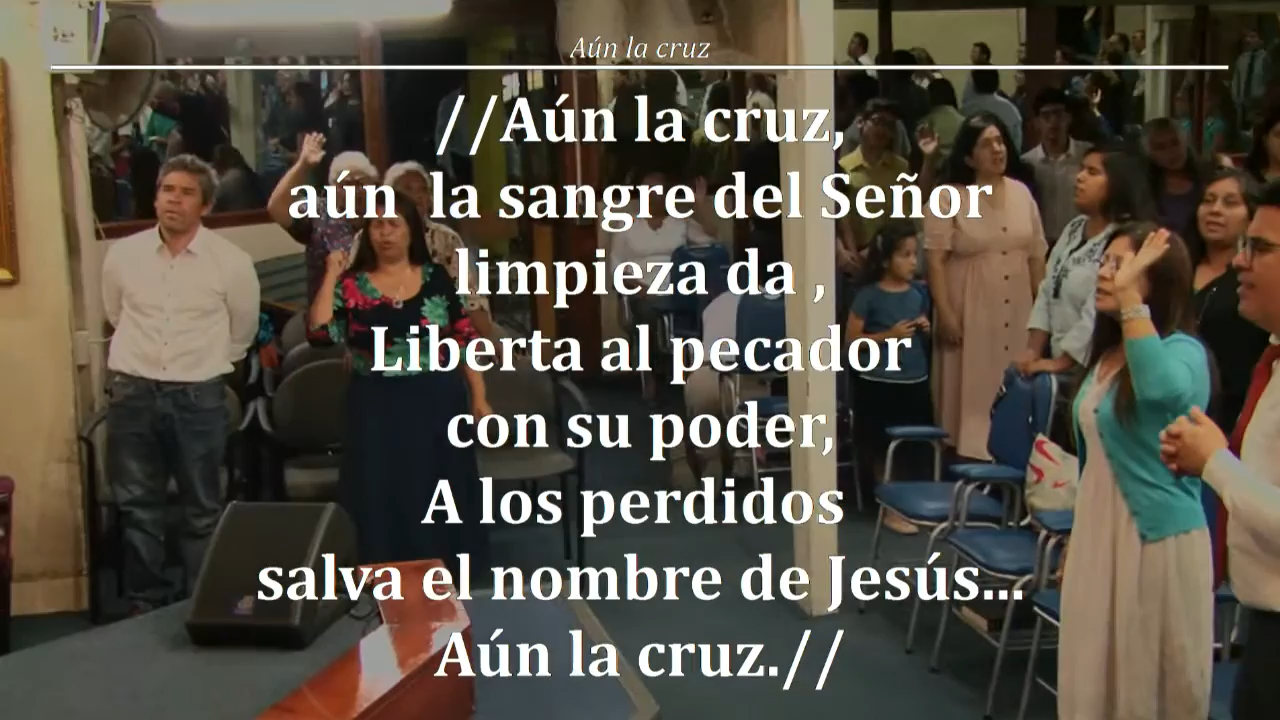 Aún la cruz
//Aún la cruz,
aún  la sangre del Señor
limpieza da ,
Liberta al pecador
con su poder,
A los perdidos
salva el nombre de Jesús...
Aún la cruz.//